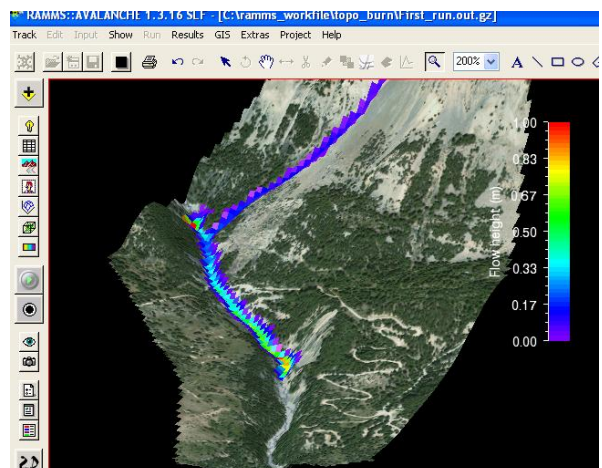 RAMMS::AVALANCHE 1.3.16 SLF - [C:\ramms_workfile\topo_burn\First_run.out.gz]
Track Edit Input Show Run Results GIS Extras Project Help
200% A
1.00
0.83
0.67
0.50
0.33
0.17
0.00
Flow height (m)